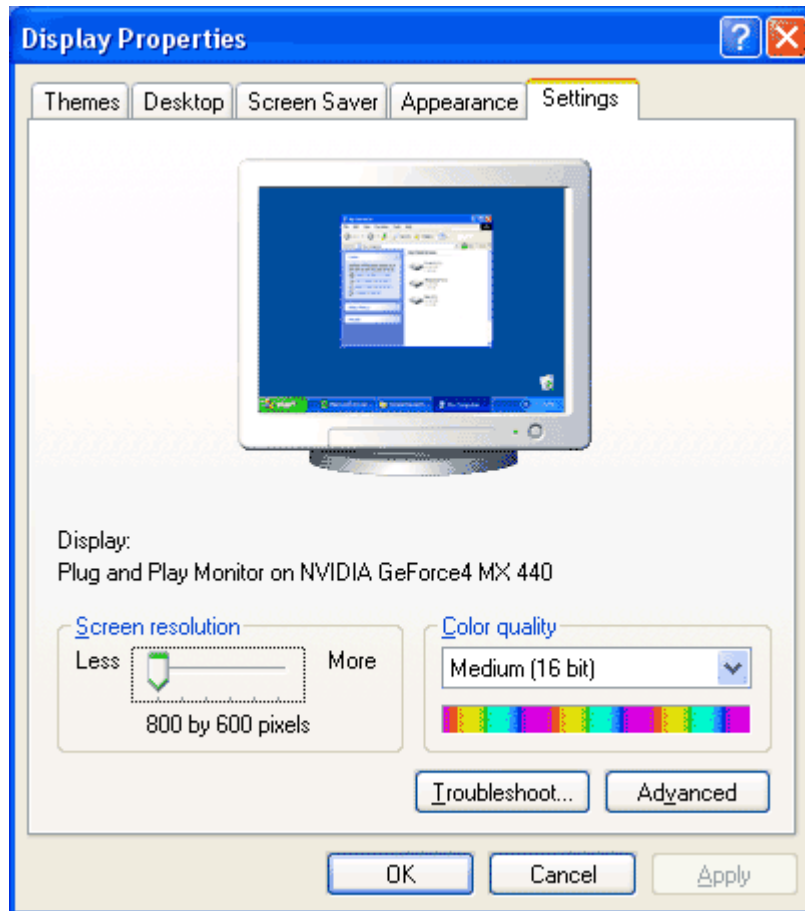 Display Properties
Themes Desktop Screen Saver Appearance Settings
Display:
Plug and Play Monitor on NVIDIA GeForce4 MX 440
Screen resolution
Less More
800 by 600 pixels
Color quality
Medium (16 bit)
Troubleshoot... Advanced
OK Cancel Apply